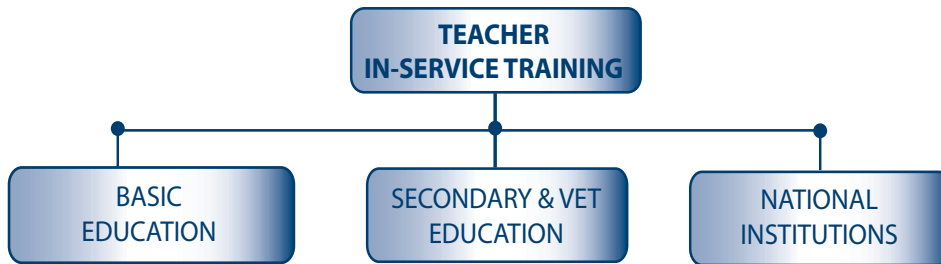 TEACHER
IN-SERVICE TRAINING
BASIC
EDUCATION
SECONDARY & VET
EDUCATION
NATIONAL
INSTITUTIONS